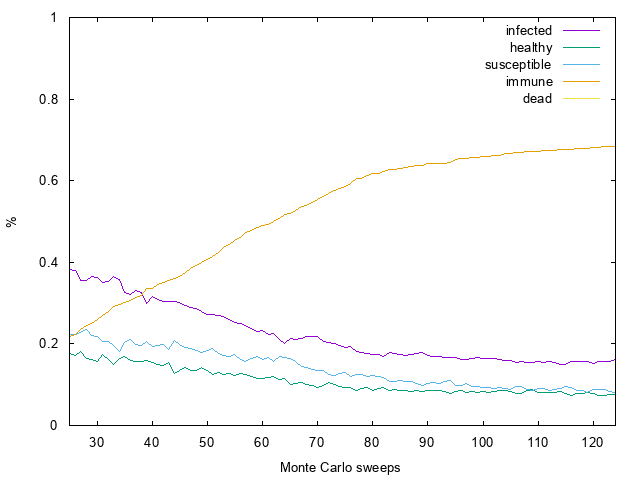 1
0.8
0.6
0.4
0.2
0
%
infected
healthy
susceptible
immune
dead
30 40 50 60 70 80 90 100 110 120
Monte Carlo sweeps